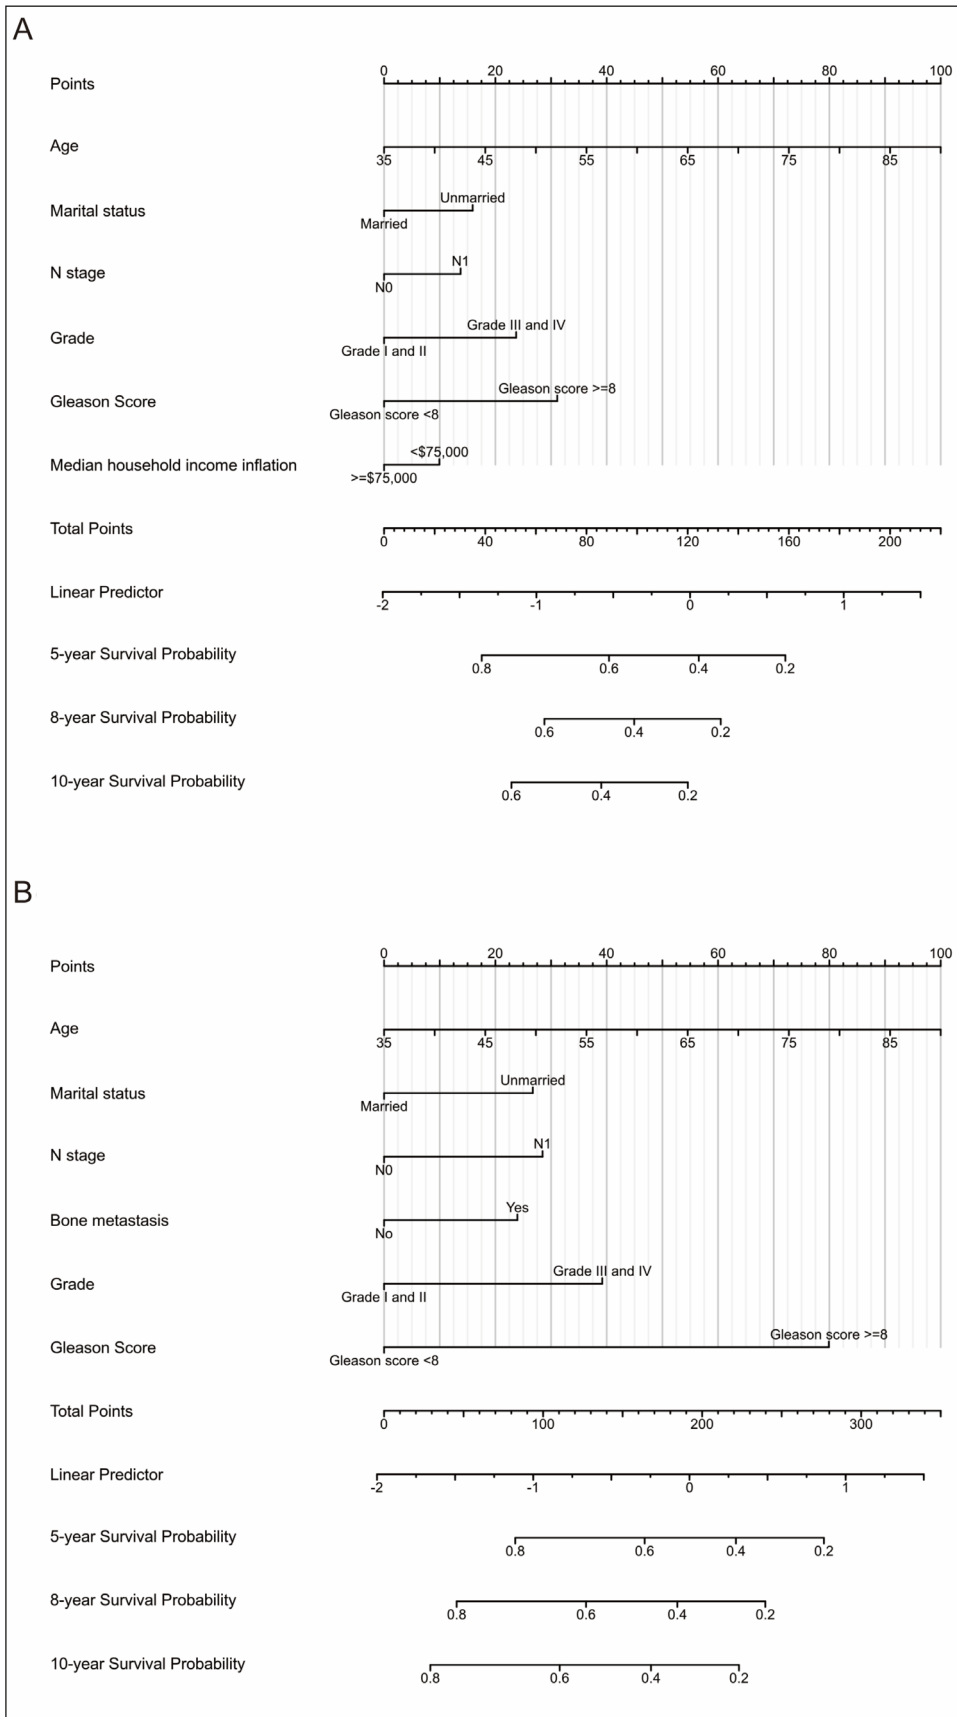 A
Points 0 20 40 60 80 100
Age 35 45 55 65 75 85
Unmarried
Marital status
Married
N1
N stage
N0
Grade III and IV
Grade
Grade I and II
Gleason score >=8
Gleason Score
Gleason score <8
<$75,000
Median household income inflation
>=$75,000
Total Points 0 40 80 120 160 200
Linear Predictor -2 -1 0 1
5-year Survival Probability 0.8 0.6 0.4 0.2
8-year Survival Probability 0.6 0.4 0.2
10-year Survival Probability 0.6 0.4 0.2
B
Points 0 20 40 60 80 100
Age 35 45 55 65 75 85
Unmarried
Marital status
Married
N1
N stage
N0
Yes
Bone metastasis
No
Grade III and IV
Grade
Grade I and II
Gleason score >=8
Gleason Score
Gleason score <8
Total Points 0 100 200 300
Linear Predictor -2 -1 0 1
5-year Survival Probability 0.8 0.6 0.4 0.2
8-year Survival Probability 0.8 0.6 0.4 0.2
10-year Survival Probability 0.8 0.6 0.4 0.2